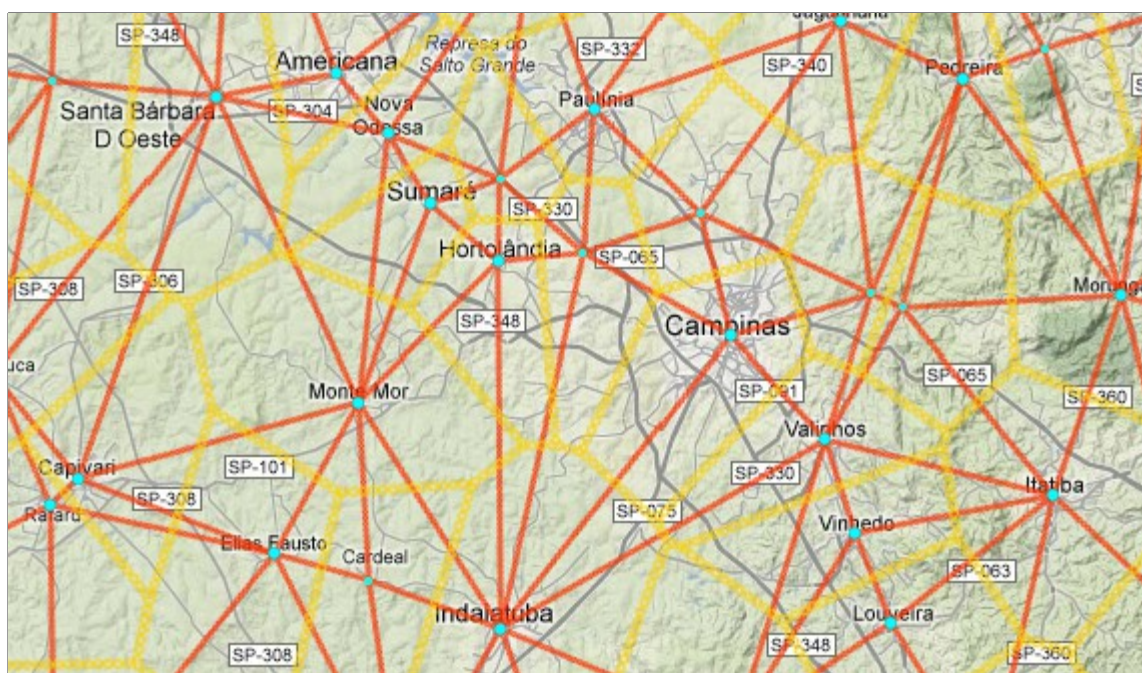 SP-348
Americana
Represa do
Salto Grande
SP-332
SP-340
Pedreira
Santa Bárbara
D Oeste
SP-304
Nova
Odessa
Paulínia
Sumaré
SP-330
Hortolândia
SP-065
SP-308
SP-306
SP-348
Campinas
Monte Mor
SP-091
SP-065
SP-360
Valinhos
Capivari
SP-101
SP-330
SP-308
Itatiba
SP-075
Vinhedo
Elias Fausto
Cardeal
SP-063
Indaiatuba
Louveira
SP-308
SP-348
SP-360